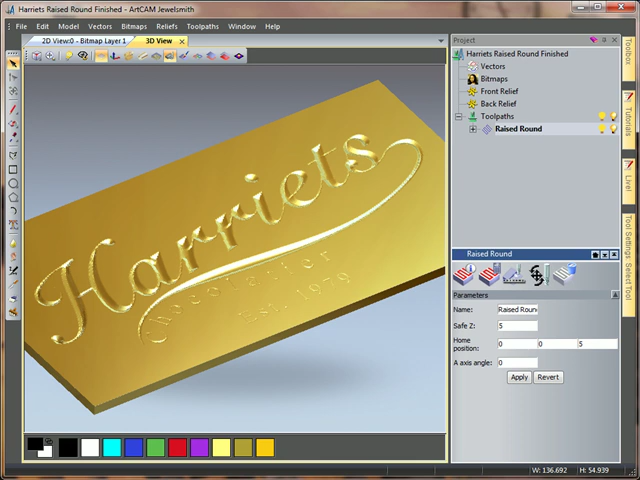 Harriets Raised Round Finished - ArtCAM Jewelsmith
File Edit Model Vectors Bitmaps Reliefs Toolpaths Window Help
2D View:0 - Bitmap Layer 1 3D View
Project
Harriets Raised Round Finished
Vectors
Bitmaps
Front Relief
Back Relief
Toolpaths
Raised Round
Toolbox
Tutorials
Live!
Tool Settings: Select Tool
Harriets
Chocolatier
Est. 1979
Raised Round
Parameters
Name: Raised Roun
Safe Z: 5
Home position: 0 0 5
A axis angle: 0
Apply Revert
W: 136.692 H: 54.939